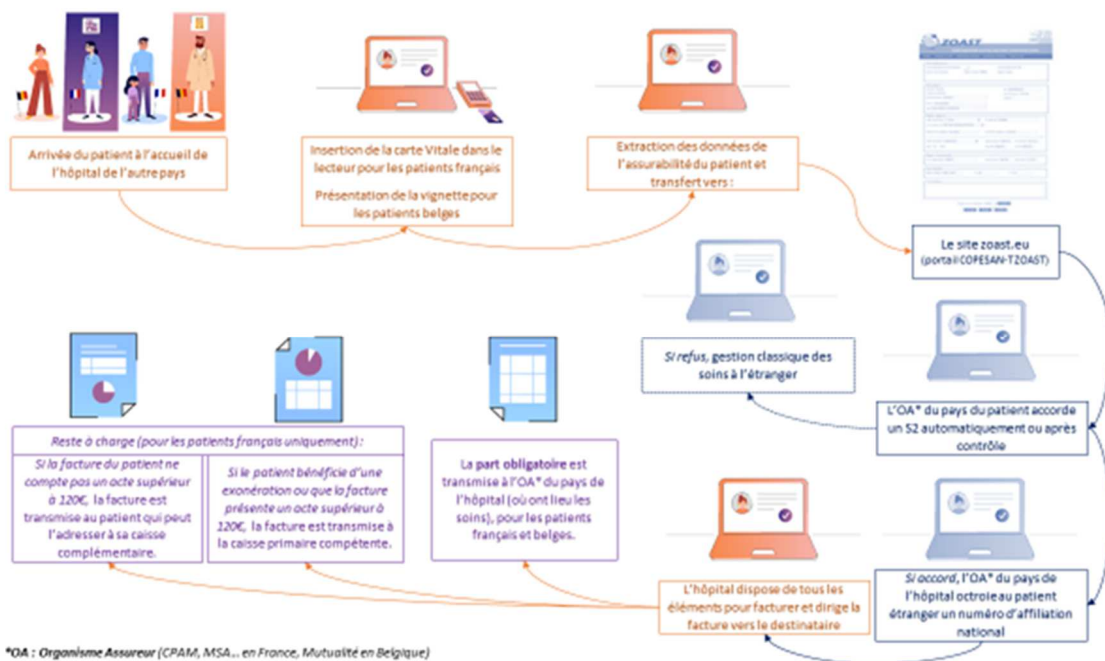 ZOAST
Arrivée du patient à l'accueil de
l'hôpital de l'autre pays
Insertion de la carte Vitale dans le
lecteur pour les patients français
Présentation de la vignette pour
les patients belges
Extraction des données de
l'assurabilité du patient et
transfert vers :
Le site zoast.eu
(portail COPESAN-TZOAST)
Si refus, gestion classique des
soins à l'étranger
L'OA* du pays du patient accorde
un S2 automatiquement ou après
contrôle
Reste à charge (pour les patients français uniquement) :
Si la facture du patient ne
compte pas un acte supérieur
à 120€, la facture est
transmise au patient qui peut
l'adresser à sa caisse
complémentaire.
Si le patient bénéficie d'une
exonération ou que la facture
présente un acte supérieur à
120€, la facture est transmise à
la caisse primaire compétente.
La part obligatoire est
transmise à l'OA* du pays de
l'hôpital (où ont lieu les
soins), pour les patients
français et belges.
L'hôpital dispose de tous les
éléments pour facturer et dirige la
facture vers le destinataire
Si accord, l'OA* du pays de
l'hôpital octroie au patient
étranger un numéro d'affiliation
national
*OA : Organisme Assureur (CPAM, MSA... en France, Mutualité en Belgique)